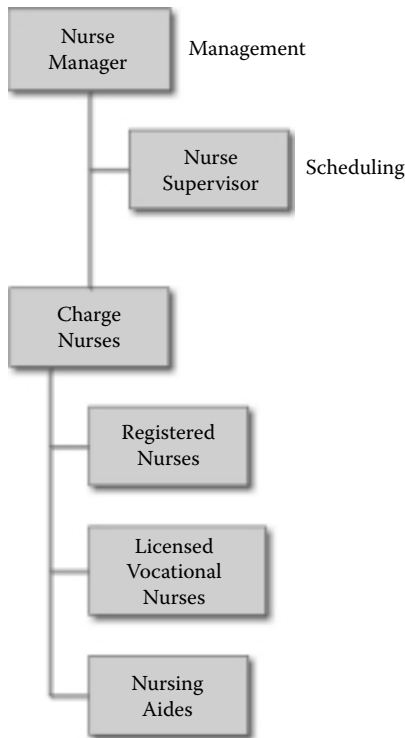 Nurse
Manager
Management
Nurse
Supervisor
Scheduling
Charge
Nurses
Registered
Nurses
Licensed
Vocational
Nurses
Nursing
Aides